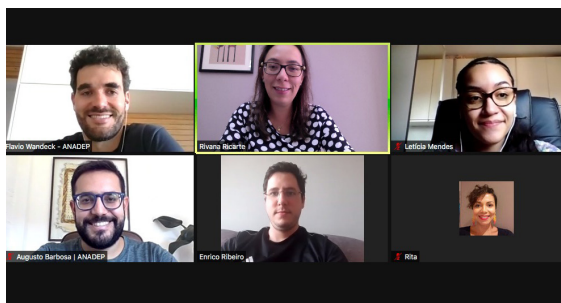 Flavio Wandeck - ANADEP
Rivana Ricarte
Letícia Mendes
Augusto Barbosa | ANADEP
Enrico Ribeiro
Rita